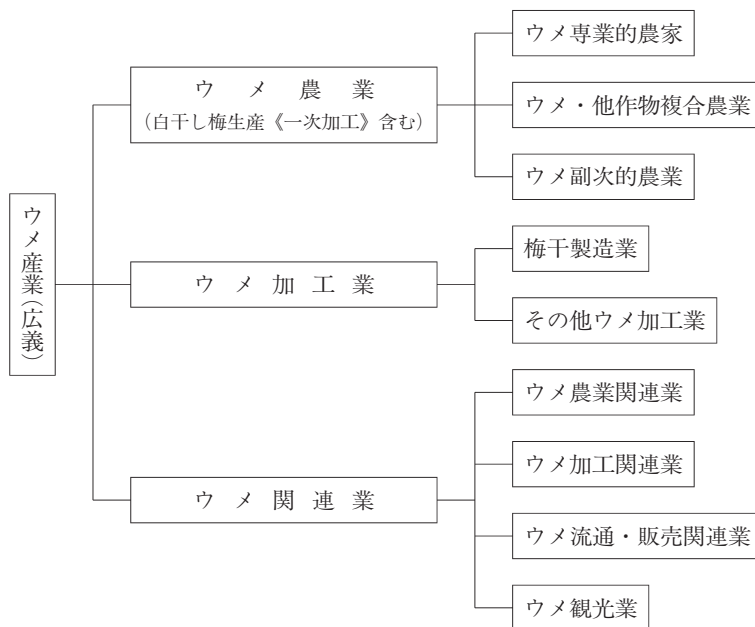 ウメ産業(広義)
ウメ農業
(白干し梅生産《一次加工》含む)
ウメ専業的農家
ウメ・他作物複合農業
ウメ副次的農業
ウメ加工業
梅干製造業
その他ウメ加工業
ウメ関連業
ウメ農業関連業
ウメ加工関連業
ウメ流通・販売関連業
ウメ観光業